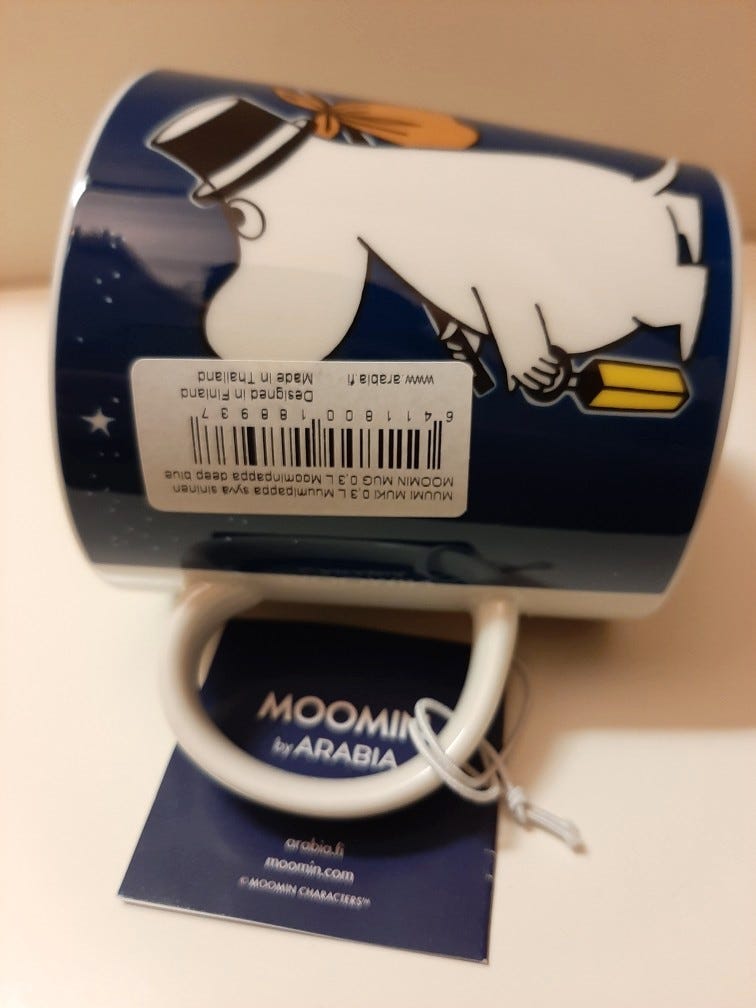 MUUMI MUKI 0,3 L Muumipappa syvä sininen
MOOMIN MUG 0,3 L Moominpappa deep blue
6 411800 188937
Designed in Finland
Made in Thailand
www.arabia.fi
MOOMIN
by ARABIA
arabia.fi
moomin.com
© MOOMIN CHARACTERS™